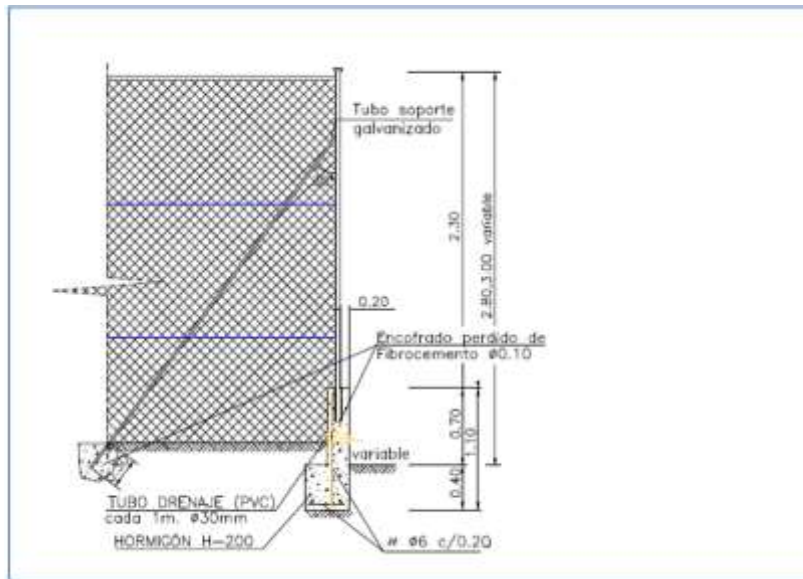 Tubo soporte
galvanizado
2.30
2.80,3.00 variable
0.20
Encofrado perdido de
Fibrocemento ø0.10
0.70
1.10
variable
0.40
TUBO DRENAJE (PVC)
cada 1m. ø30mm
HORMIGÓN H-200
# ø6 c/0.20